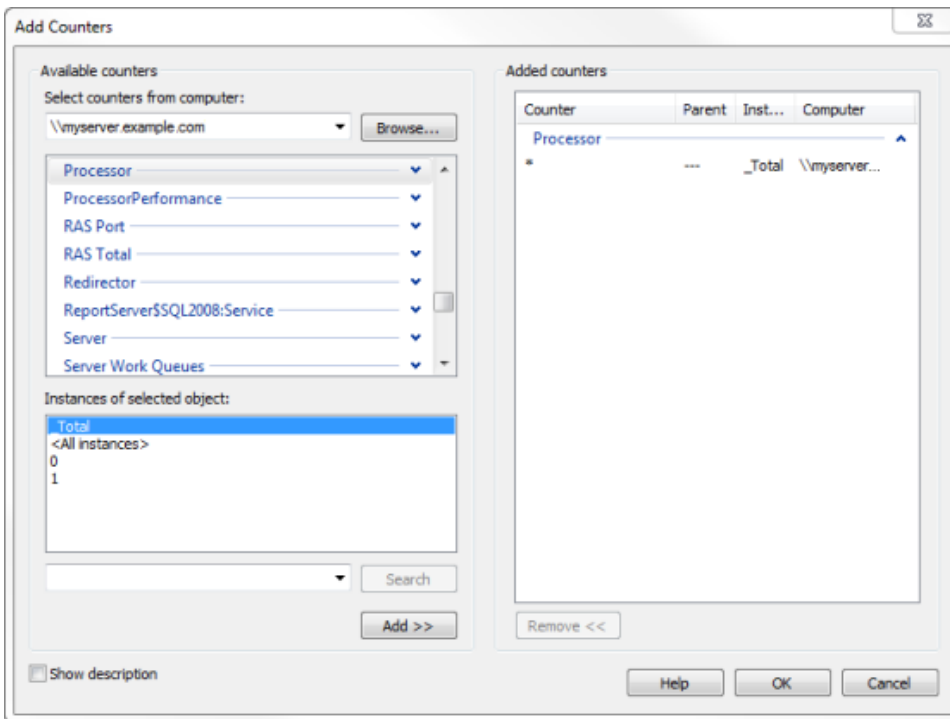 Add Counters
Available counters
Select counters from computer:
\\myserver.example.com
Browse...
Processor
ProcessorPerformance
RAS Port
RAS Total
Redirector
ReportServer$SQL2008:Service
Server
Server Work Queues
Instances of selected object:
_Total
<All instances>
0
1
Search
Add >>
Show description
Added counters
Counter Parent Inst... Computer
Processor
* --- _Total \\myserver...
Remove <<
Help OK Cancel